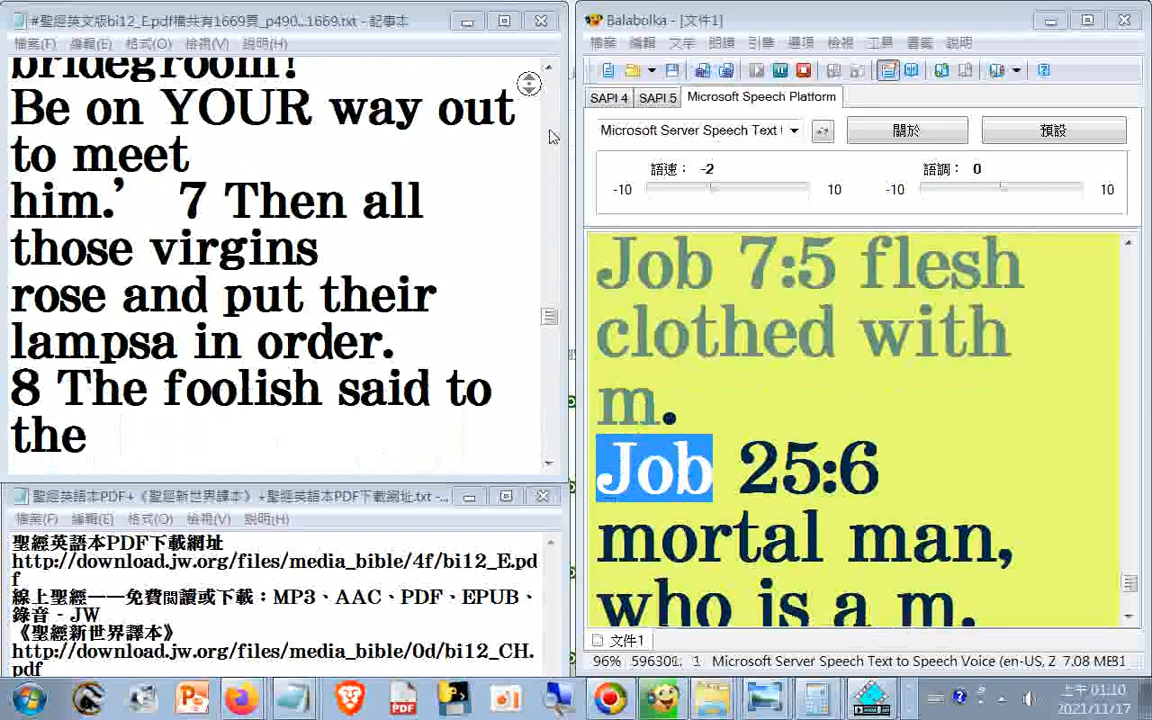 #聖經英文版bi12_E.pdf檔共有1669頁_p490...1669.txt - 記事本
檔案(F) 編輯(E) 格式(O) 檢視(V) 說明(H)
bridegroom!
Be on YOUR way out
to meet
him.’ 7 Then all
those virgins
rose and put their
lampsa in order.
8 The foolish said to
the
聖經英語本PDF+《聖經新世界譯本》+聖經英語本PDF下載網址.txt -...
檔案(F) 編輯(E) 格式(O) 檢視(V) 說明(H)
聖經英語本PDF下載網址
http://download.jw.org/files/media_bible/4f/bi12_E.pd
f
線上聖經——免費閱讀或下載：MP3、AAC、PDF、EPUB、
錄音 - JW
《聖經新世界譯本》
http://download.jw.org/files/media_bible/0d/bi12_CH.
pdf
Balabolka - [文件1]
檔案 編輯 文字 朗讀 引擎 選項 檢視 工具 書籤 說明
SAPI 4 SAPI 5 Microsoft Speech Platform
Microsoft Server Speech Text 關於 預設
語速： -2 語調： 0
-10 10 -10 10
Job 7:5 flesh
clothed with
m.
Job 25:6
mortal man,
who is a m.
文件1
96% 596301: 1 Microsoft Server Speech Text to Speech Voice (en-US, Z 7.08 MB
PDF
上午 01:10
2021/11/17